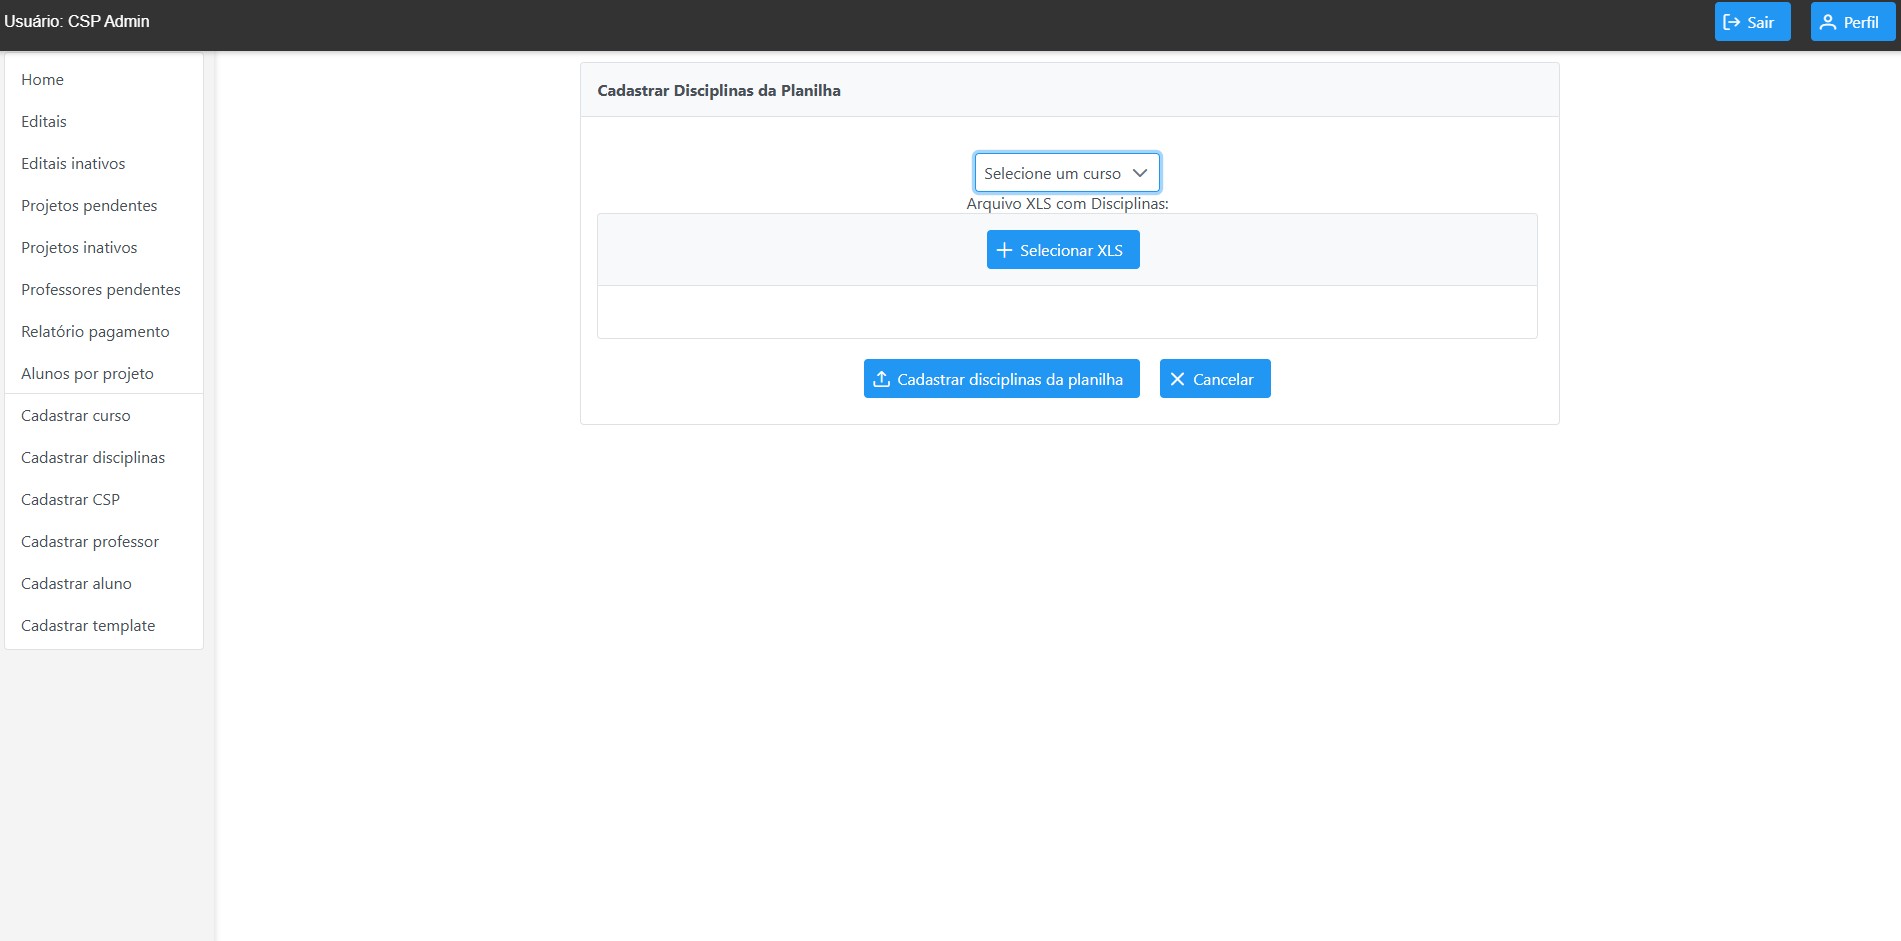 Usuário: CSP Admin
Sair
Perfil
Home
Editais
Editais inativos
Projetos pendentes
Projetos inativos
Professores pendentes
Relatório pagamento
Alunos por projeto
Cadastrar curso
Cadastrar disciplinas
Cadastrar CSP
Cadastrar professor
Cadastrar aluno
Cadastrar template
Cadastrar Disciplinas da Planilha
Selecione um curso
Arquivo XLS com Disciplinas:
Selecionar XLS
Cadastrar disciplinas da planilha
Cancelar